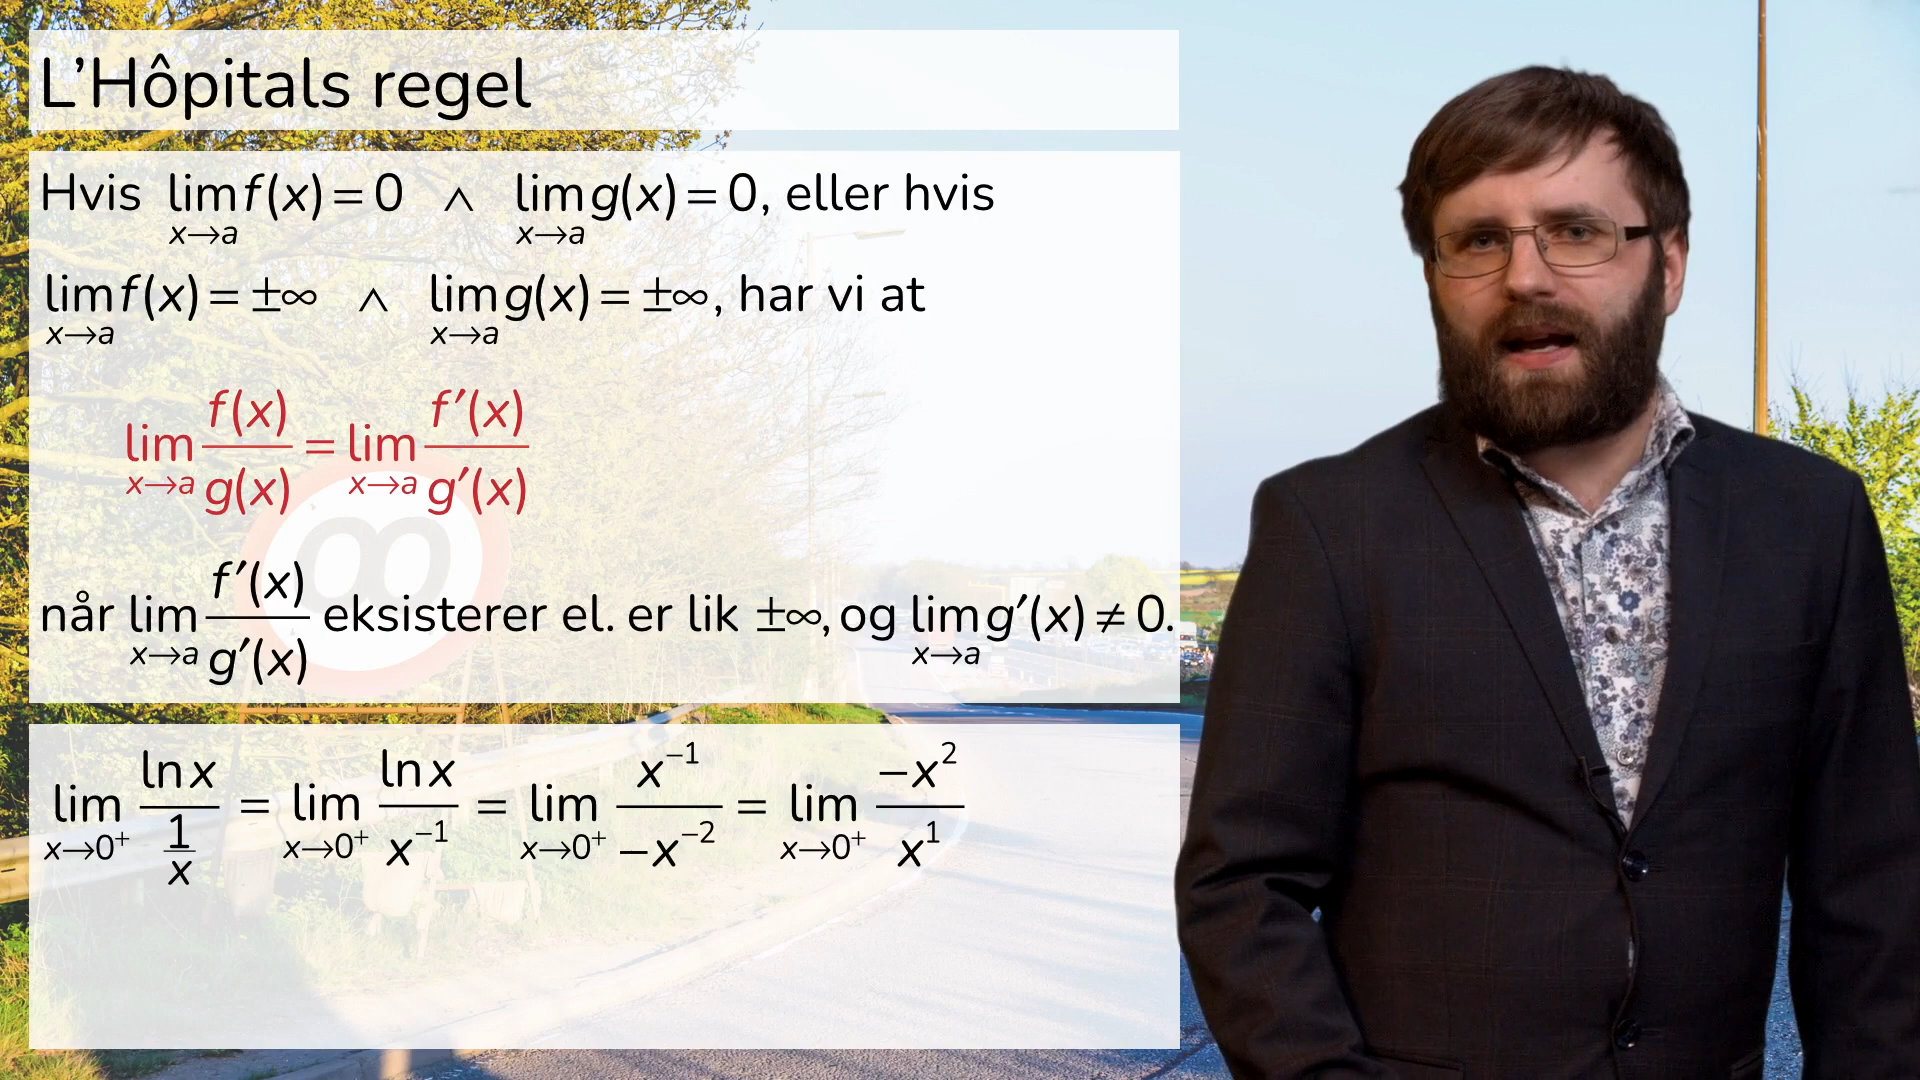 L’Hôpitals regel
Hvis lim_{x→a} f(x) = 0 ∧ lim_{x→a} g(x) = 0, eller hvis
lim_{x→a} f(x) = ±∞ ∧ lim_{x→a} g(x) = ±∞, har vi at
lim_{x→a} f(x)/g(x) = lim_{x→a} f′(x)/g′(x)
når lim_{x→a} f′(x)/g′(x) eksisterer el. er lik ±∞, og lim_{x→a} g′(x) ≠ 0.
lim_{x→0⁺} ln x / (1/x) = lim_{x→0⁺} ln x / x⁻¹ = lim_{x→0⁺} x⁻¹ / −x⁻² = lim_{x→0⁺} −x² / x¹